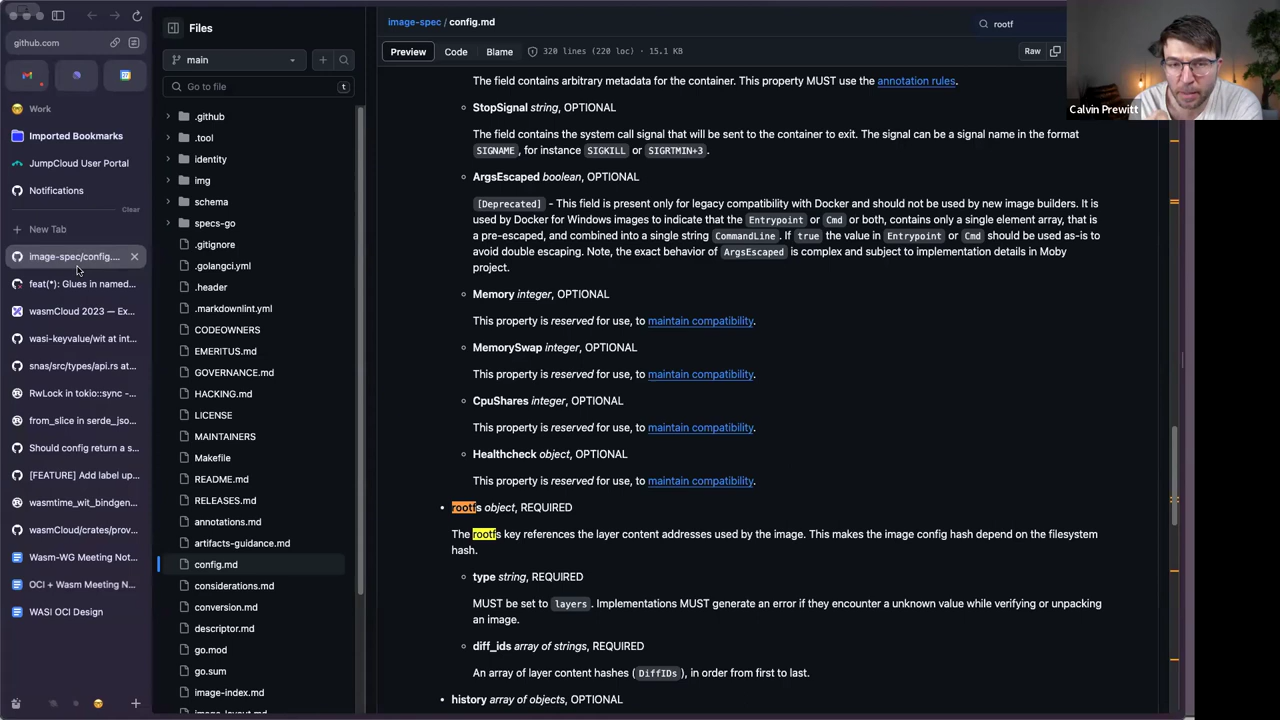 github.com
Work
Imported Bookmarks
JumpCloud User Portal
Notifications
Clear
New Tab
image-spec/config....
feat(*): Glues in named...
wasmCloud 2023 — Ex...
wasi-keyvalue/wit at int...
snas/src/types/api.rs at...
RwLock in tokio::sync -...
from_slice in serde_jso...
Should config return a s...
[FEATURE] Add label up...
wasmtime_wit_bindgen...
wasmCloud/crates/prov...
Wasm-WG Meeting Not...
OCI + Wasm Meeting N...
WASI OCI Design
Files
main
Go to file
t
.github
.tool
identity
img
schema
specs-go
.gitignore
.golangci.yml
.header
.markdownlint.yml
CODEOWNERS
EMERITUS.md
GOVERNANCE.md
HACKING.md
LICENSE
MAINTAINERS
Makefile
README.md
RELEASES.md
annotations.md
artifacts-guidance.md
config.md
considerations.md
conversion.md
descriptor.md
go.mod
go.sum
image-index.md
image-layout.md
image-spec / config.md
rootf
Preview Code Blame 320 lines (220 loc) · 15.1 KB
Raw
The field contains arbitrary metadata for the container. This property MUST use the annotation rules.
StopSignal string, OPTIONAL
The field contains the system call signal that will be sent to the container to exit. The signal can be a signal name in the format
SIGNAME, for instance SIGKILL or SIGRTMIN+3.
ArgsEscaped boolean, OPTIONAL
[Deprecated] - This field is present only for legacy compatibility with Docker and should not be used by new image builders. It is
used by Docker for Windows images to indicate that the Entrypoint or Cmd or both, contains only a single element array, that is
a pre-escaped, and combined into a single string CommandLine. If true the value in Entrypoint or Cmd should be used as-is to
avoid double escaping. Note, the exact behavior of ArgsEscaped is complex and subject to implementation details in Moby
project.
Memory integer, OPTIONAL
This property is reserved for use, to maintain compatibility.
MemorySwap integer, OPTIONAL
This property is reserved for use, to maintain compatibility.
CpuShares integer, OPTIONAL
This property is reserved for use, to maintain compatibility.
Healthcheck object, OPTIONAL
This property is reserved for use, to maintain compatibility.
rootfs object, REQUIRED
The rootfs key references the layer content addresses used by the image. This makes the image config hash depend on the filesystem
hash.
type string, REQUIRED
MUST be set to layers. Implementations MUST generate an error if they encounter a unknown value while verifying or unpacking
an image.
diff_ids array of strings, REQUIRED
An array of layer content hashes (DiffIDs), in order from first to last.
history array of objects, OPTIONAL
Calvin Prewitt